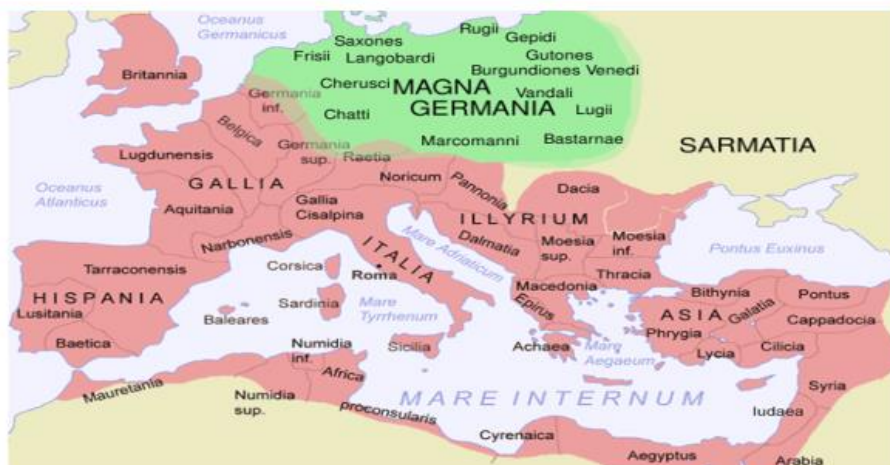 Oceanus
Germanicus
Britannia
Frisii
Saxones
Langobardi
Rugii
Gepidi
Gutones
Burgundiones
Venedi
Cherusci
MAGNA
GERMANIA
Vandali
Lugii
Chatti
Marcomanni
Bastarnae
SARMATIA
Germania
inf.
Belgica
Germania
sup.
Raetia
Lugdunensis
GALLIA
Noricum
Pannonia
Dacia
Oceanus
Atlanticus
Aquitania
Gallia
Cisalpina
ILLYRIUM
Narbonensis
ITALIA
Mare Adriaticum
Dalmatia
Moesia
sup.
Moesia
inf.
Pontus Euxinus
Tarraconensis
Corsica
Roma
Thracia
HISPANIA
Lusitania
Baetica
Baleares
Sardinia
Mare
Tyrrhenum
Macedonia
Epirus
Bithynia
Pontus
ASIA
Galatia
Cappadocia
Phrygia
Numidia
inf.
Sicilia
Achaea
Mare
Aegaeum
Lycia
Cilicia
Mauretania
Numidia
sup.
Africa
proconsularis
MARE INTERNUM
Syria
Iudaea
Cyrenaica
Aegyptus
Arabia